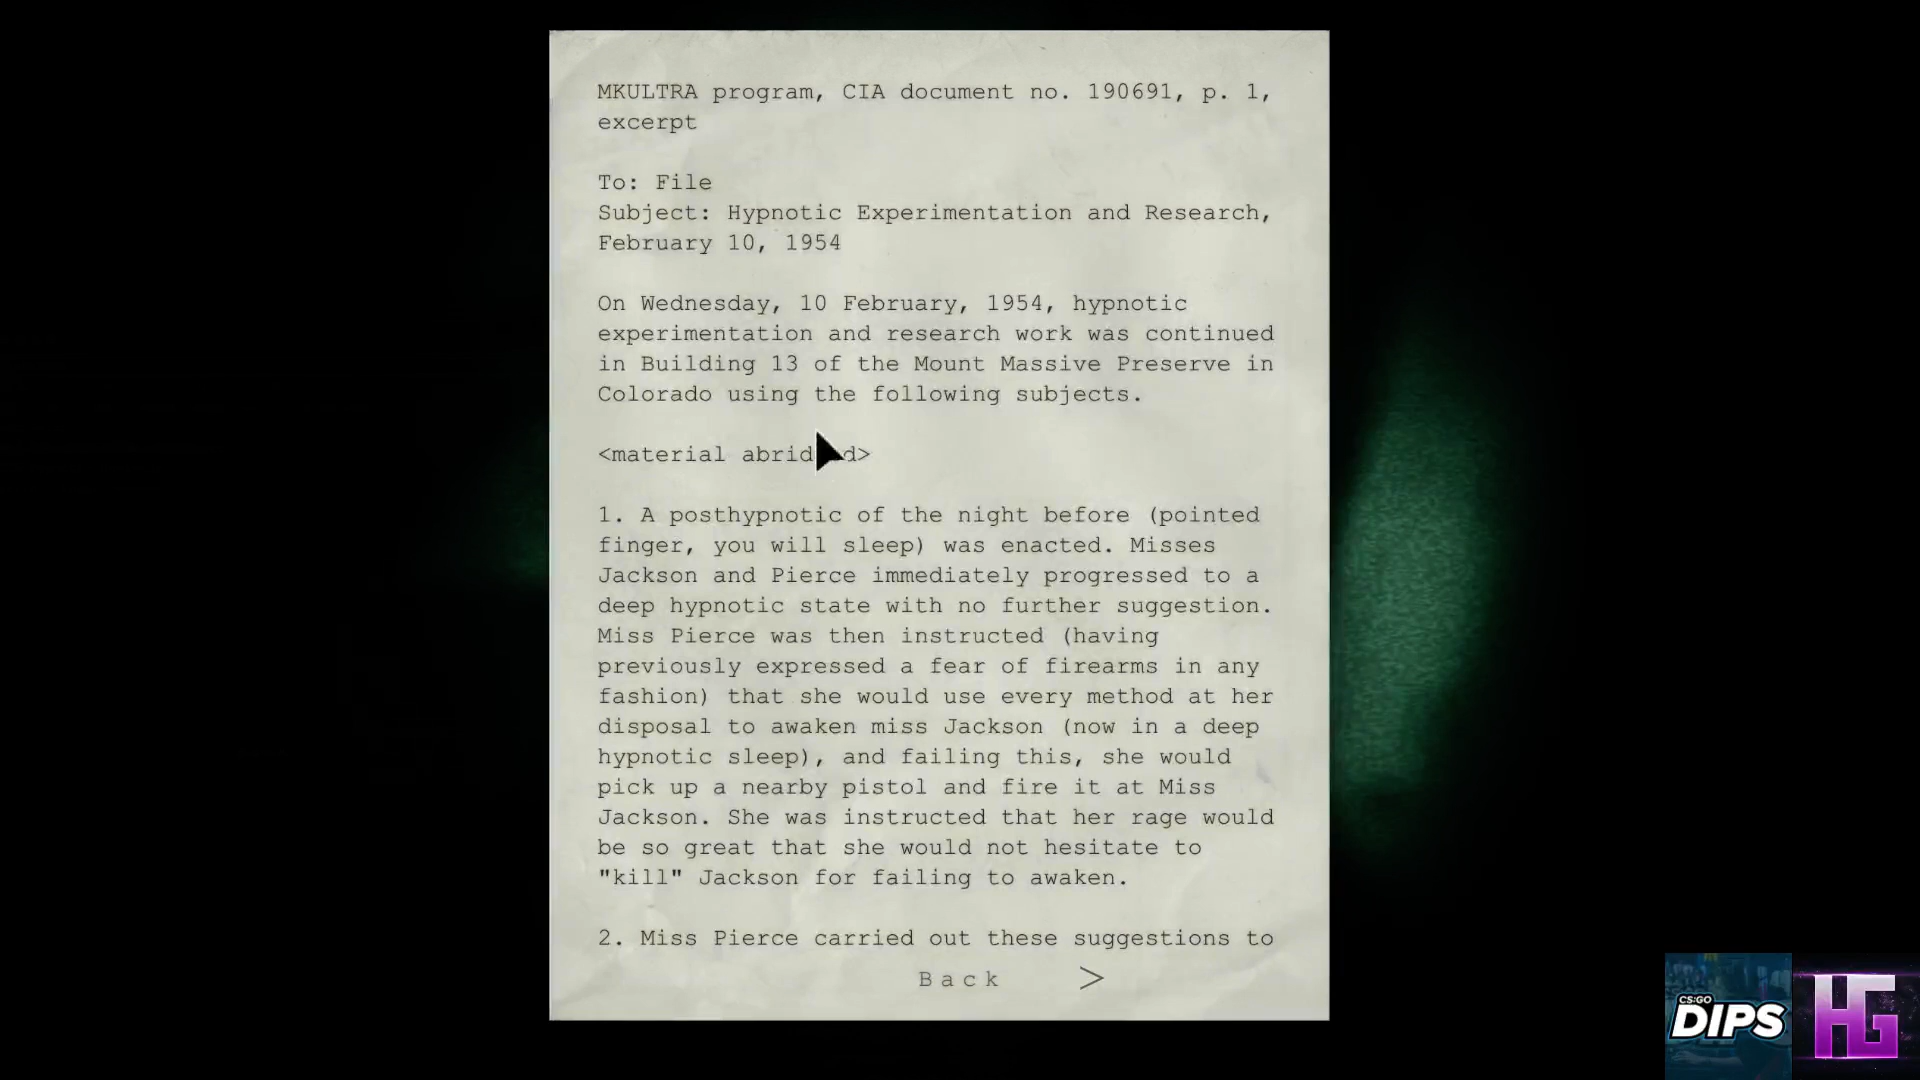 MKULTRA program, CIA document no. 190691, p. 1,
excerpt
To: File
Subject: Hypnotic Experimentation and Research,
February 10, 1954
On Wednesday, 10 February, 1954, hypnotic
experimentation and research work was continued
in Building 13 of the Mount Massive Preserve in
Colorado using the following subjects.
<material
1. A posthypnotic of the night before (pointed
finger, you will sleep) was enacted. Misses
Jackson and Pierce immediately progressed to a
deep hypnotic state with no further suggestion.
Miss Pierce was then instructed (having
previously expressed a fear of firearms in any
fashion) that she would use every method at her
disposal to awaken miss Jackson (now in a deep
hypnotic sleep), and failing this, she would
pick up a nearby pistol and fire it at Miss
Jackson. She was instructed that her rage would
be so great that she would not hesitate to
"kill" Jackson for failing to awaken.
2. Miss Pierce carried out these suggestions to
Back >
CS:GO
DIPS
HG